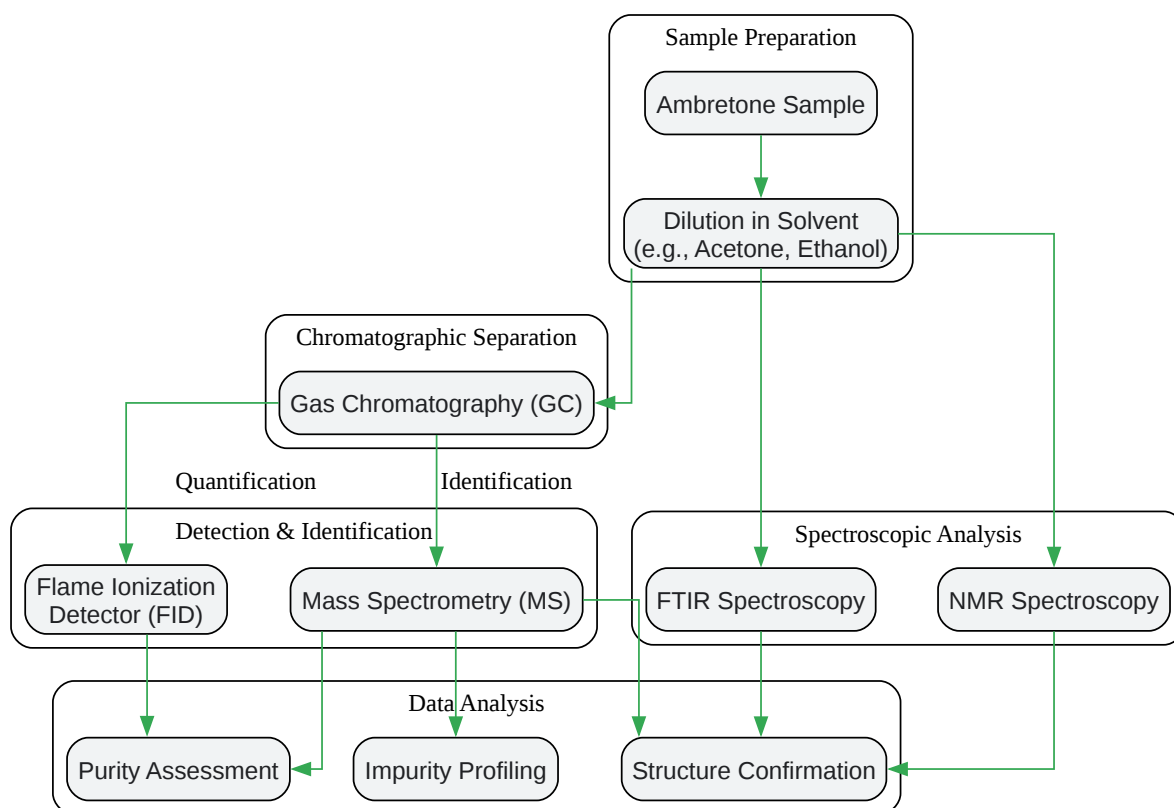 Sample Preparation
Ambretone Sample
Dilution in Solvent
(e.g., Acetone, Ethanol)
Chromatographic Separation
Gas Chromatography (GC)
Quantification
Identification
Detection & Identification
Spectroscopic Analysis
Flame Ionization
Detector (FID)
Mass Spectrometry (MS)
FTIR Spectroscopy
NMR Spectroscopy
Data Analysis
Purity Assessment
Impurity Profiling
Structure Confirmation